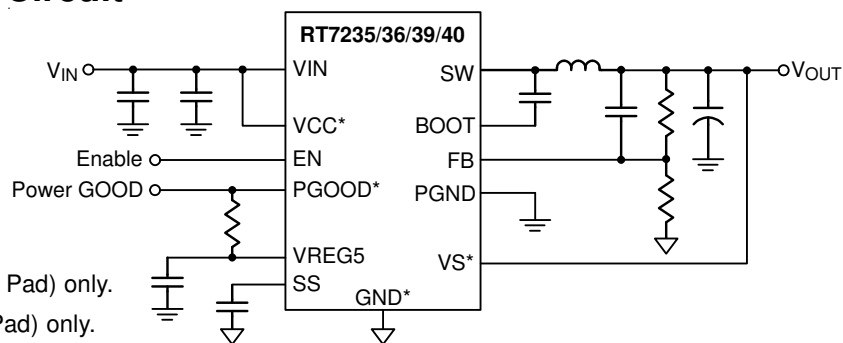 RT7235/36/39/40
VIN
VIN
SW
VOUT
VCC*
BOOT
Enable
EN
FB
Power GOOD
PGOOD*
PGND
VREG5
VS*
Pad) only.
SS
GND*
Pad) only.